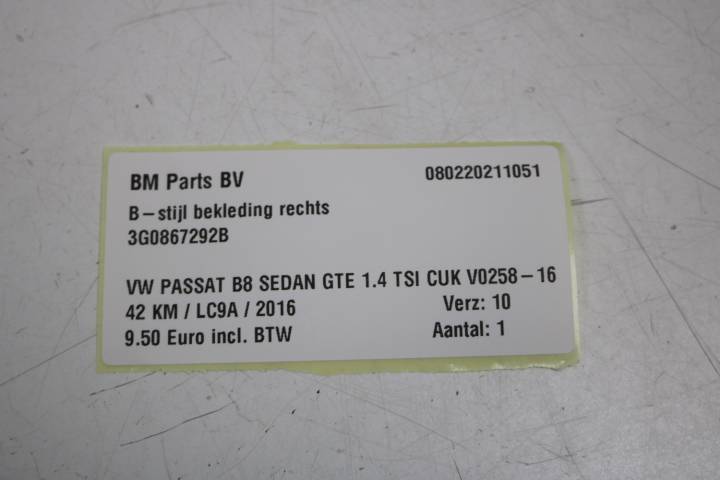 BM Parts BV 080220211051
B-stijl bekleding rechts
3G0867292B
VW PASSAT B8 SEDAN GTE 1.4 TSI CUK V0258-16
42 KM / LC9A / 2016 Verz: 10
9.50 Euro incl. BTW Aantal: 1